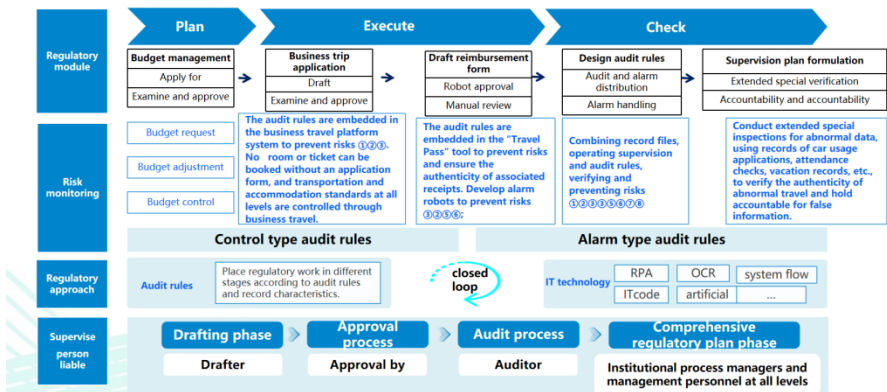 Plan
Execute
Check
Regulatory
module
Budget management
Apply for
Examine and approve
Business trip
application
Draft
Examine and approve
Draft reimbursement
form
Robot approval
Manual review
Design audit rules
Audit and alarm
distribution
Alarm handling
Supervision plan formulation
Extended special verification
Accountability and accountability
Risk
monitoring
Budget request
Budget adjustment
Budget control
The audit rules are embedded in
the business travel platform
system to prevent risks ①②③.
No room or ticket can be
booked without an application
form, and transportation and
accommodation standards at all
levels are controlled through
business travel.
The audit rules are
embedded in the "Travel
Pass" tool to prevent risks
and ensure the
authenticity of associated
receipts. Develop alarm
robots to prevent risks
③②⑤⑥;
Combining record files,
operating supervision
and audit rules,
verifying and
preventing risks
①②③③⑤⑥⑦⑧
Conduct extended special
inspections for abnormal data,
using records of car usage
applications, attendance
checks, vacation records, etc.,
to verify the authenticity of
abnormal travel and hold
accountable for false
information.
Control type audit rules
Alarm type audit rules
Regulatory
approach
Audit rules
Place regulatory work in different
stages according to audit rules
and record characteristics.
closed
loop
IT technology
RPA
OCR
system flow
ITcode
artificial
...
Supervise
person
liable
Drafting phase
Approval
process
Audit process
Comprehensive
regulatory plan phase
Drafter
Approval by
Auditor
Institutional process managers and
management personnel at all levels